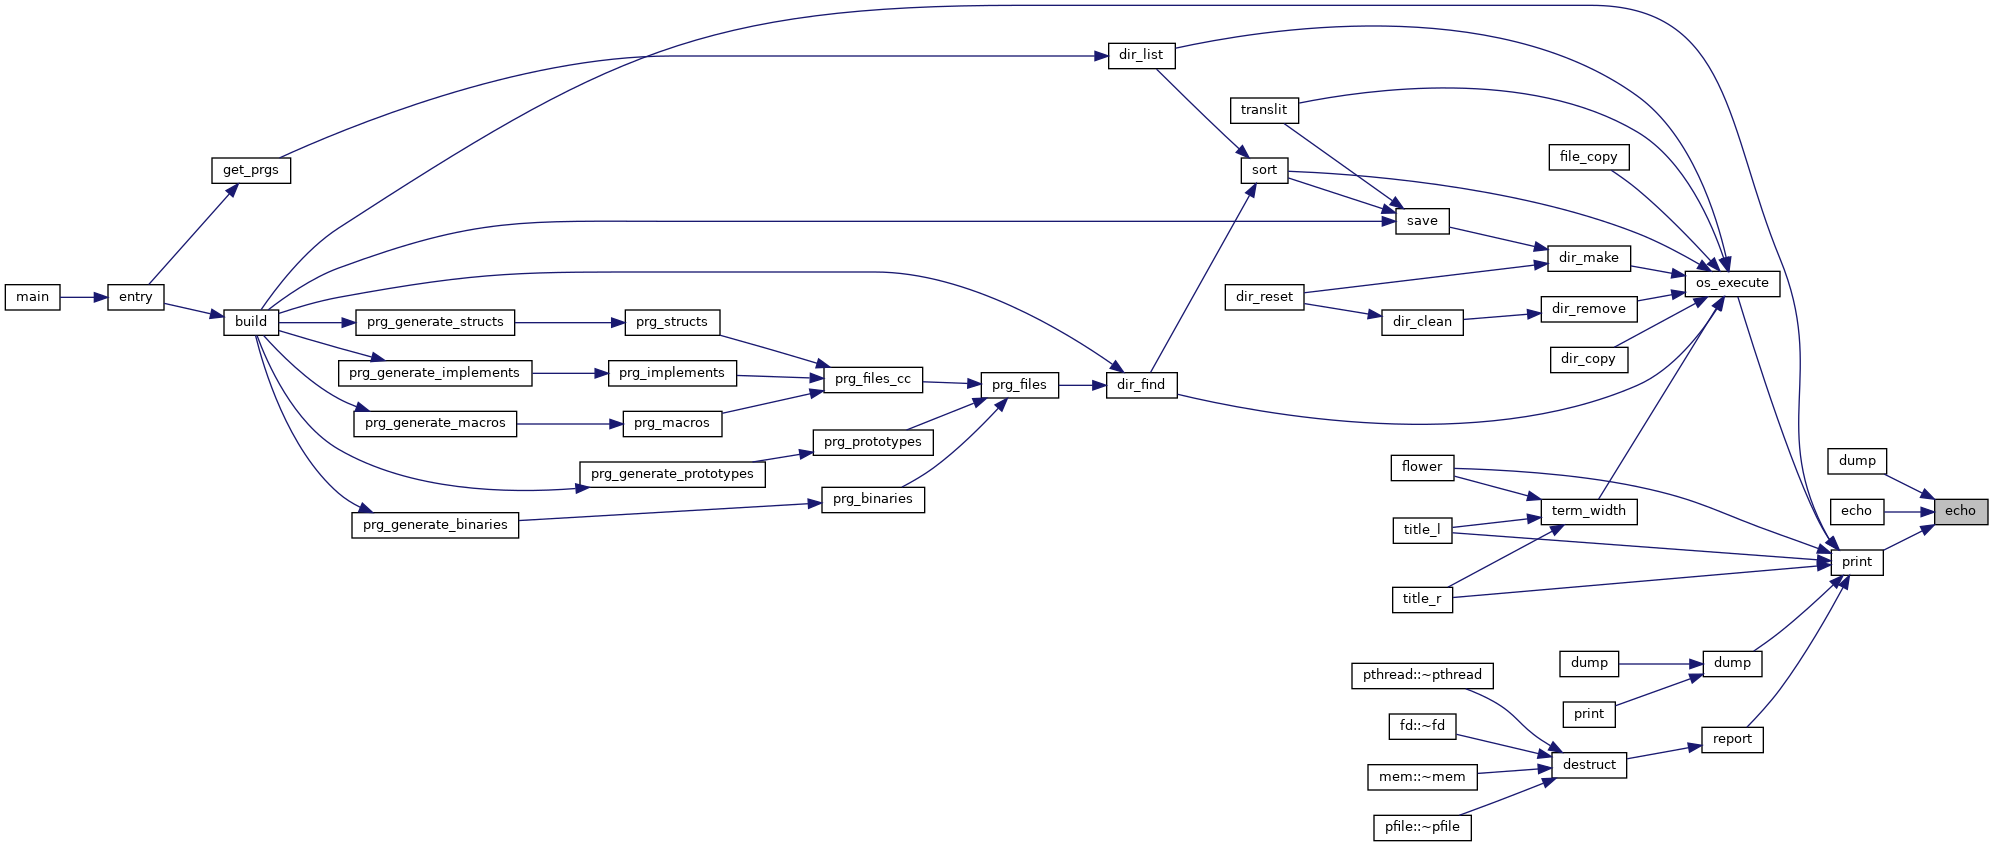 main
entry
get_prgs
build
prg_generate_structs
prg_generate_implements
prg_generate_macros
prg_generate_prototypes
prg_generate_binaries
prg_structs
prg_implements
prg_macros
prg_files_cc
prg_prototypes
prg_binaries
prg_files
dir_list
dir_find
translit
sort
dir_reset
save
dir_clean
flower
title_l
title_r
pthread::~pthread
fd::~fd
mem::~mem
pfile::~pfile
file_copy
dir_make
dir_remove
dir_copy
term_width
dump
print
destruct
os_execute
dump
report
dump
echo
print
echo